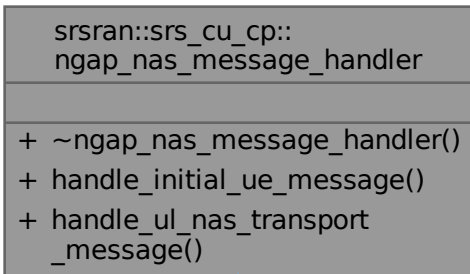 srsran::srs_cu_cp::
ngap_nas_message_handler
+ ~ngap_nas_message_handler()
+ handle_initial_ue_message()
+ handle_ul_nas_transport
_message()